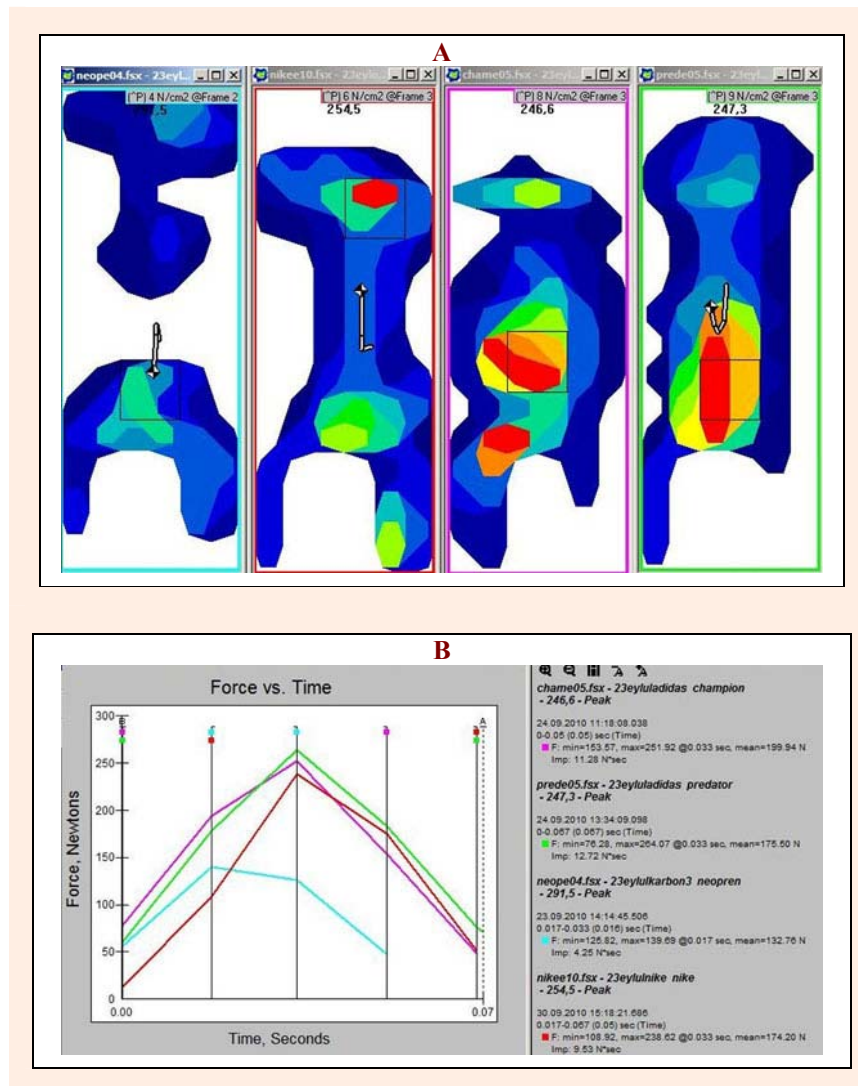 A
neope04.fsx - 23eyl...
nikee10.fsx - 23eylu...
chame05.fsx - 23eyl...
prede05.fsx - 23eyl...
(^P) 4 N/cm2 @Frame 2
(^P) 6 N/cm2 @Frame 3
254,5
(^P) 8 N/cm2 @Frame 3
246,6
(^P) 9 N/cm2 @Frame 3
247,3
B
Force vs. Time
Force, Newtons
300
250
200
150
100
50
0
0.00
0.07
Time, Seconds
A
chame05.fsx - 23eyluladidas champion
- 246,6 - Peak
24.09.2010 11:18:08.038
0-0.05 (0.05) sec (Time)
F: min=153.57, max=251.92 @0.033 sec, mean=199.94 N
Imp: 11.28 N*sec
prede05.fsx - 23eyluladidas predator
- 247,3 - Peak
24.09.2010 13:34:09.098
0-0.067 (0.067) sec (Time)
F: min=76.28, max=264.07 @0.033 sec, mean=175.50 N
Imp: 12.72 N*sec
neope04.fsx - 23eylulkarbon3 neopren
- 291,5 - Peak
23.09.2010 14:14:45.506
0.017-0.033 (0.016) sec (Time)
F: min=125.82, max=139.69 @0.017 sec, mean=132.76 N
Imp: 4.25 N*sec
nikee10.fsx - 23eylulnike nike
- 254,5 - Peak
30.09.2010 15:18:21.686
0.017-0.067 (0.05) sec (Time)
F: min=108.92, max=238.62 @0.033 sec, mean=174.20 N
Imp: 9.53 N*sec